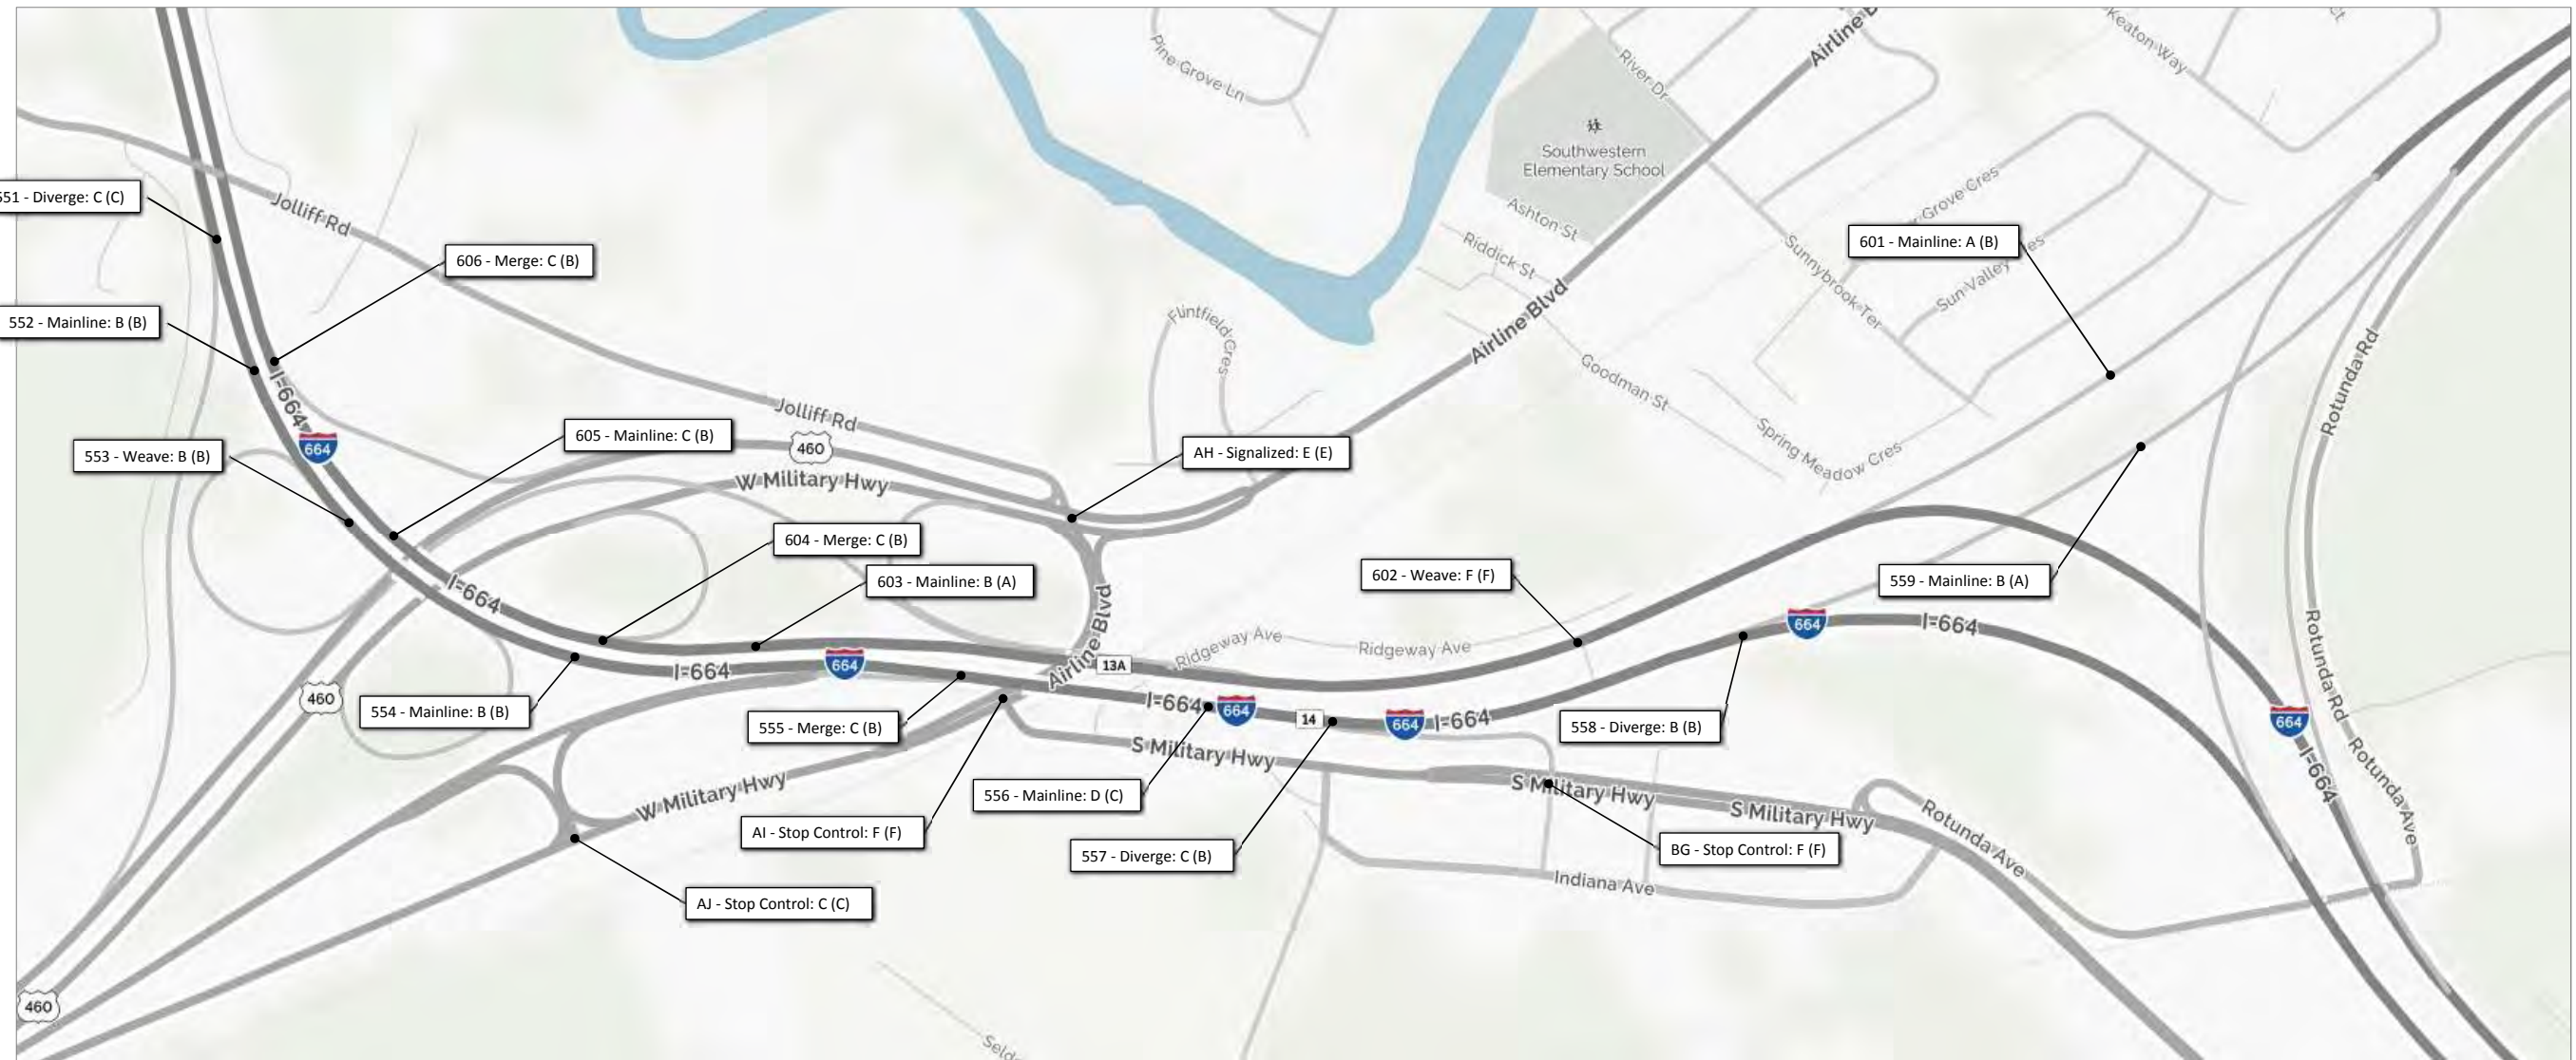 Airline B
Keaton Way
Ct
Pine Grove Ln
River Dr
Southwestern
Elementary School
Ashton St
Riddick St
Jolliff Rd
551 - Diverge: C (C)
606 - Merge: C (B)
552 - Mainline: B (B)
601 - Mainline: A (B)
Grove Cres
Sun Valley
es
Sunnybrook Ter
Airline Blvd
Flintfield Cres
Goodman St
Rotunda Rd
I-664
664
Jolliff Rd
605 - Mainline: C (B)
460
553 - Weave: B (B)
AH - Signalized: E (E)
Spring Meadow Cres
W Military Hwy
604 - Merge: C (B)
603 - Mainline: B (A)
602 - Weave: F (F)
559 - Mainline: B (A)
I-664
Airline Blvd
Ridgeway Ave
Ridgeway Ave
664
I-664
Rotunda Rd
13A
I-664
664
460
554 - Mainline: B (B)
555 - Merge: C (B)
I-664
664
14
664
I-664
558 - Diverge: B (B)
664
I-664
Rotunda Ave
S Military Hwy
W Military Hwy
556 - Mainline: D (C)
S Military Hwy
S Military Hwy
Rotunda Ave
AI - Stop Control: F (F)
557 - Diverge: C (B)
BG - Stop Control: F (F)
Indiana Ave
AJ - Stop Control: C (C)
460